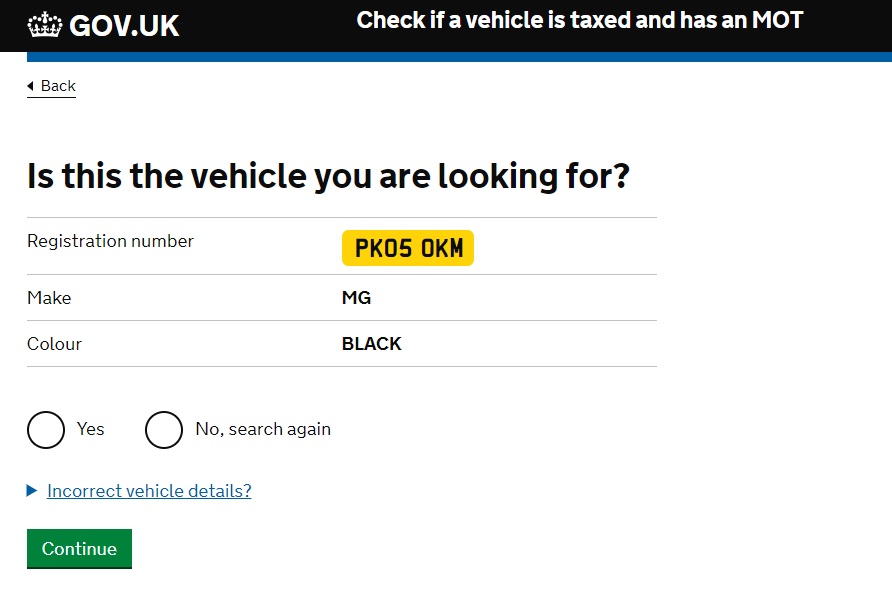 GOV.UK
Check if a vehicle is taxed and has an MOT
Back
Is this the vehicle you are looking for?
Registration number PK05 OKM
Make MG
Colour BLACK
Yes No, search again
Incorrect vehicle details?
Continue